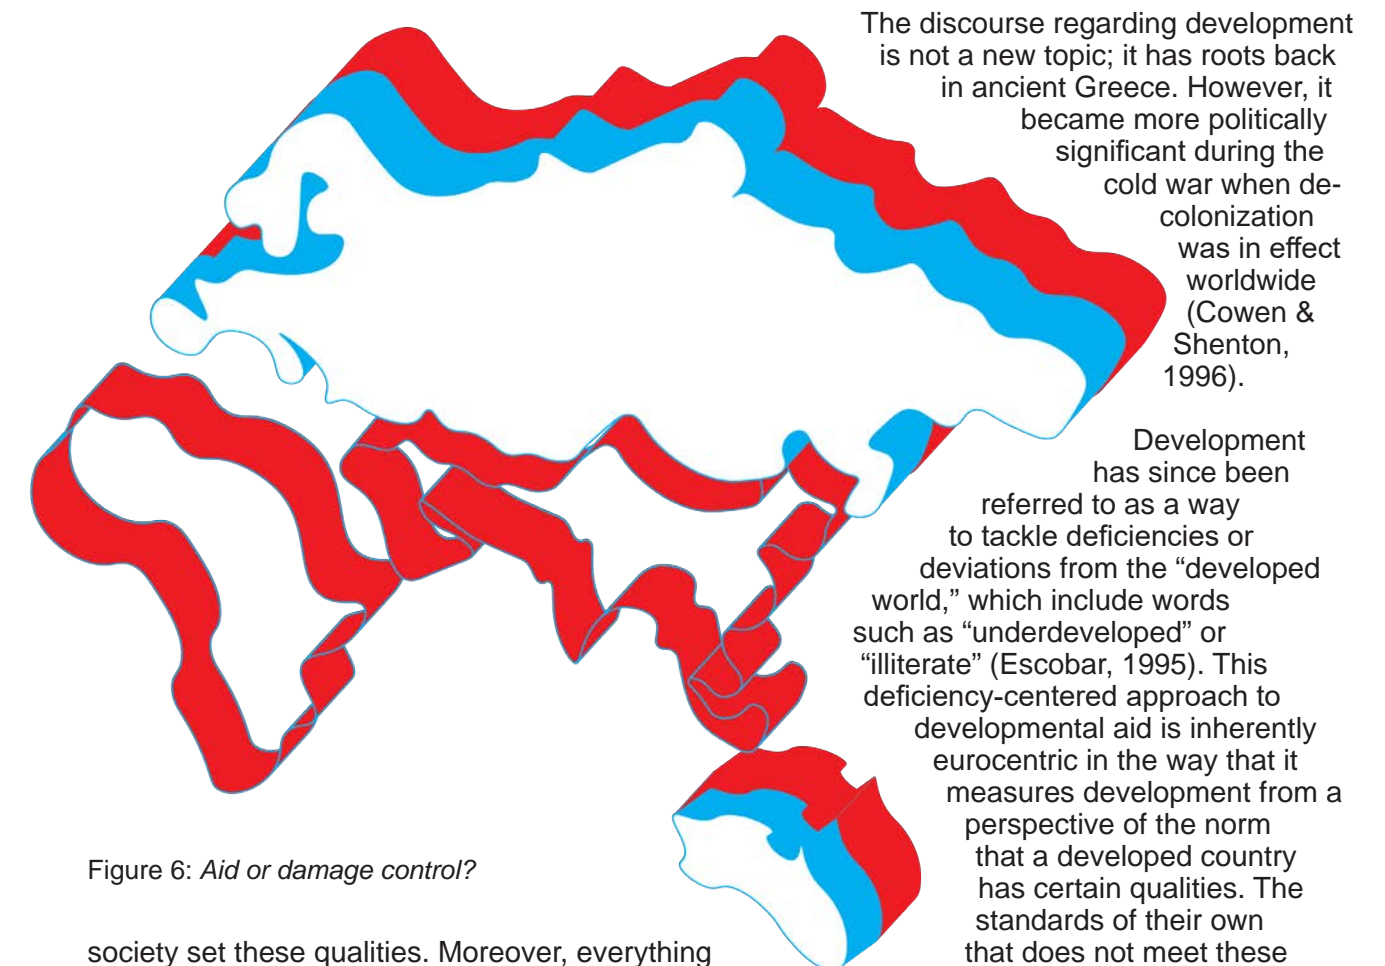 The discourse regarding development
is not a new topic; it has roots back
in ancient Greece. However, it
became more politically
significant during the
cold war when de-
colonization
was in effect
worldwide
(Cowen &
Shenton,
1996).
Development
has since been
referred to as a way
to tackle deficiencies or
deviations from the “developed
world,” which include words
such as “underdeveloped” or
“illiterate” (Escobar, 1995). This
deficiency-centered approach to
developmental aid is inherently
eurocentric in the way that it
measures development from a
perspective of the norm
that a developed country
has certain qualities. The
standards of their own
Figure 6: Aid or damage control?
society set these qualities. Moreover, everything
that does not meet these